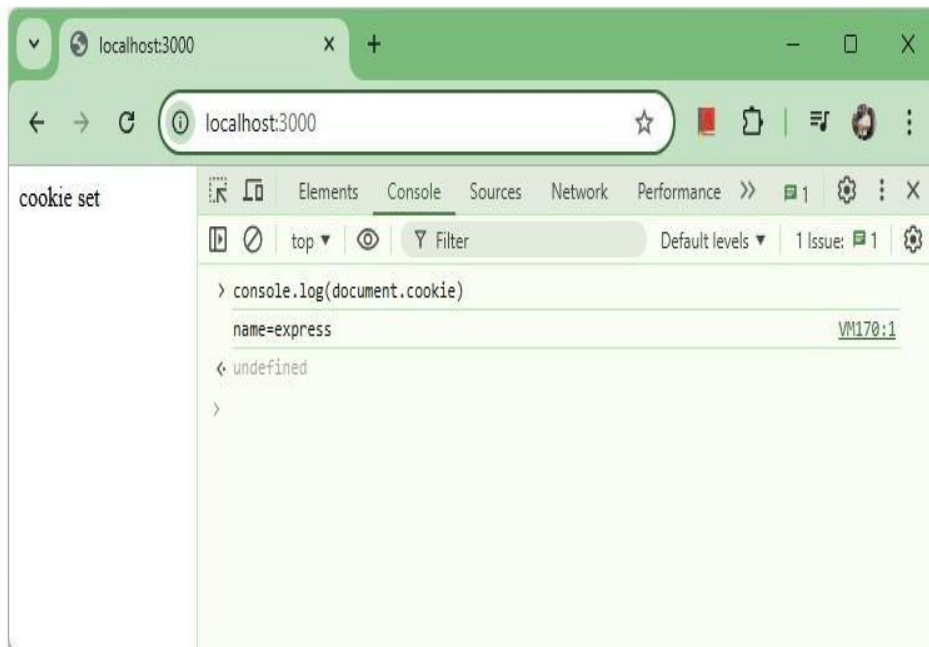 localhost:3000
localhost:3000
cookie set
Elements Console Sources Network Performance 1
top Filter Default levels 1 Issue: 1
console.log(document.cookie)
name=express VM170:1
undefined